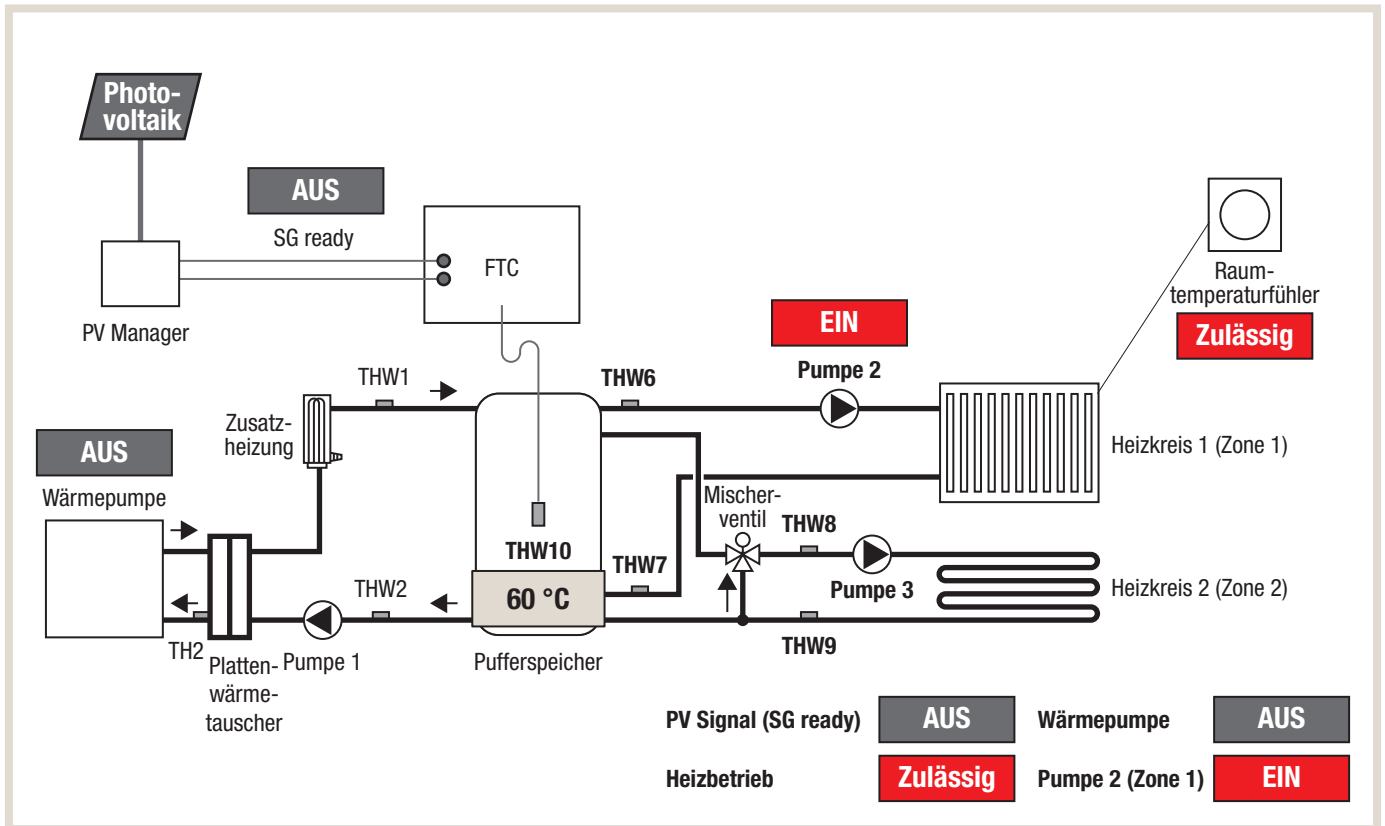 Photo-
voltaik
AUS
SG ready
FTC
PV Manager
EIN
Pumpe 2
Raum-
temperaturfühler
Zulässig
THW1
THW6
Zusatz-
heizung
AUS
Wärmepumpe
Heizkreis 1 (Zone 1)
Mischer-
ventil
THW10
THW7
THW8
Pumpe 3
60 °C
THW2
Heizkreis 2 (Zone 2)
TH2
Platten-
wärme-
tauscher
Pumpe 1
Pufferspeicher
THW9
PV Signal (SG ready) AUS Wärmepumpe AUS
Heizbetrieb Zulässig Pumpe 2 (Zone 1) EIN